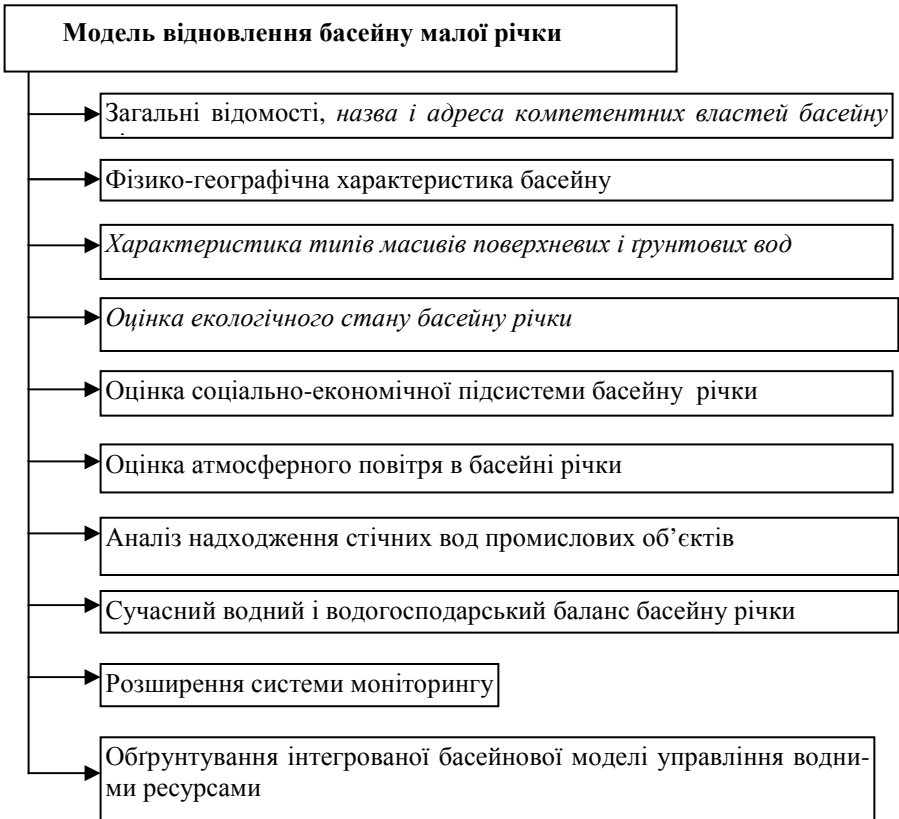 Модель відновлення басейну малої річки
Загальні відомості, назва і адреса компетентних властей басейну
Фізико-географічна характеристика басейну
Характеристика типів масивів поверхневих і ґрунтових вод
Оцінка екологічного стану басейну річки
Оцінка соціально-економічної підсистеми басейну річки
Оцінка атмосферного повітря в басейні річки
Аналіз надходження стічних вод промислових об’єктів
Сучасний водний і водогосподарський баланс басейну річки
Розширення системи моніторингу
Обґрунтування інтегрованої басейнової моделі управління водни-
ми ресурсами